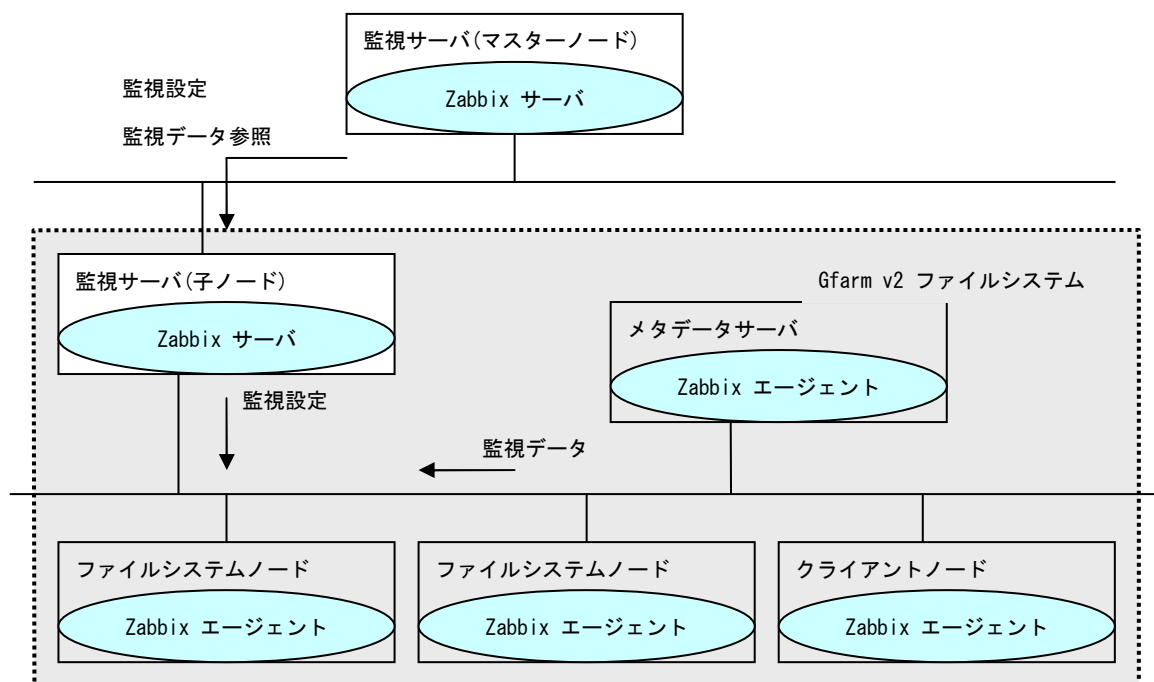 監視サーバ(マスターノード)
Zabbix サーバ
監視設定
監視データ参照
監視サーバ(子ノード)
Zabbix サーバ
Gfarm v2 ファイルシステム
メタデータサーバ
Zabbix エージェント
監視設定
監視データ
ファイルシステムノード
Zabbix エージェント
ファイルシステムノード
Zabbix エージェント
クライアントノード
Zabbix エージェント